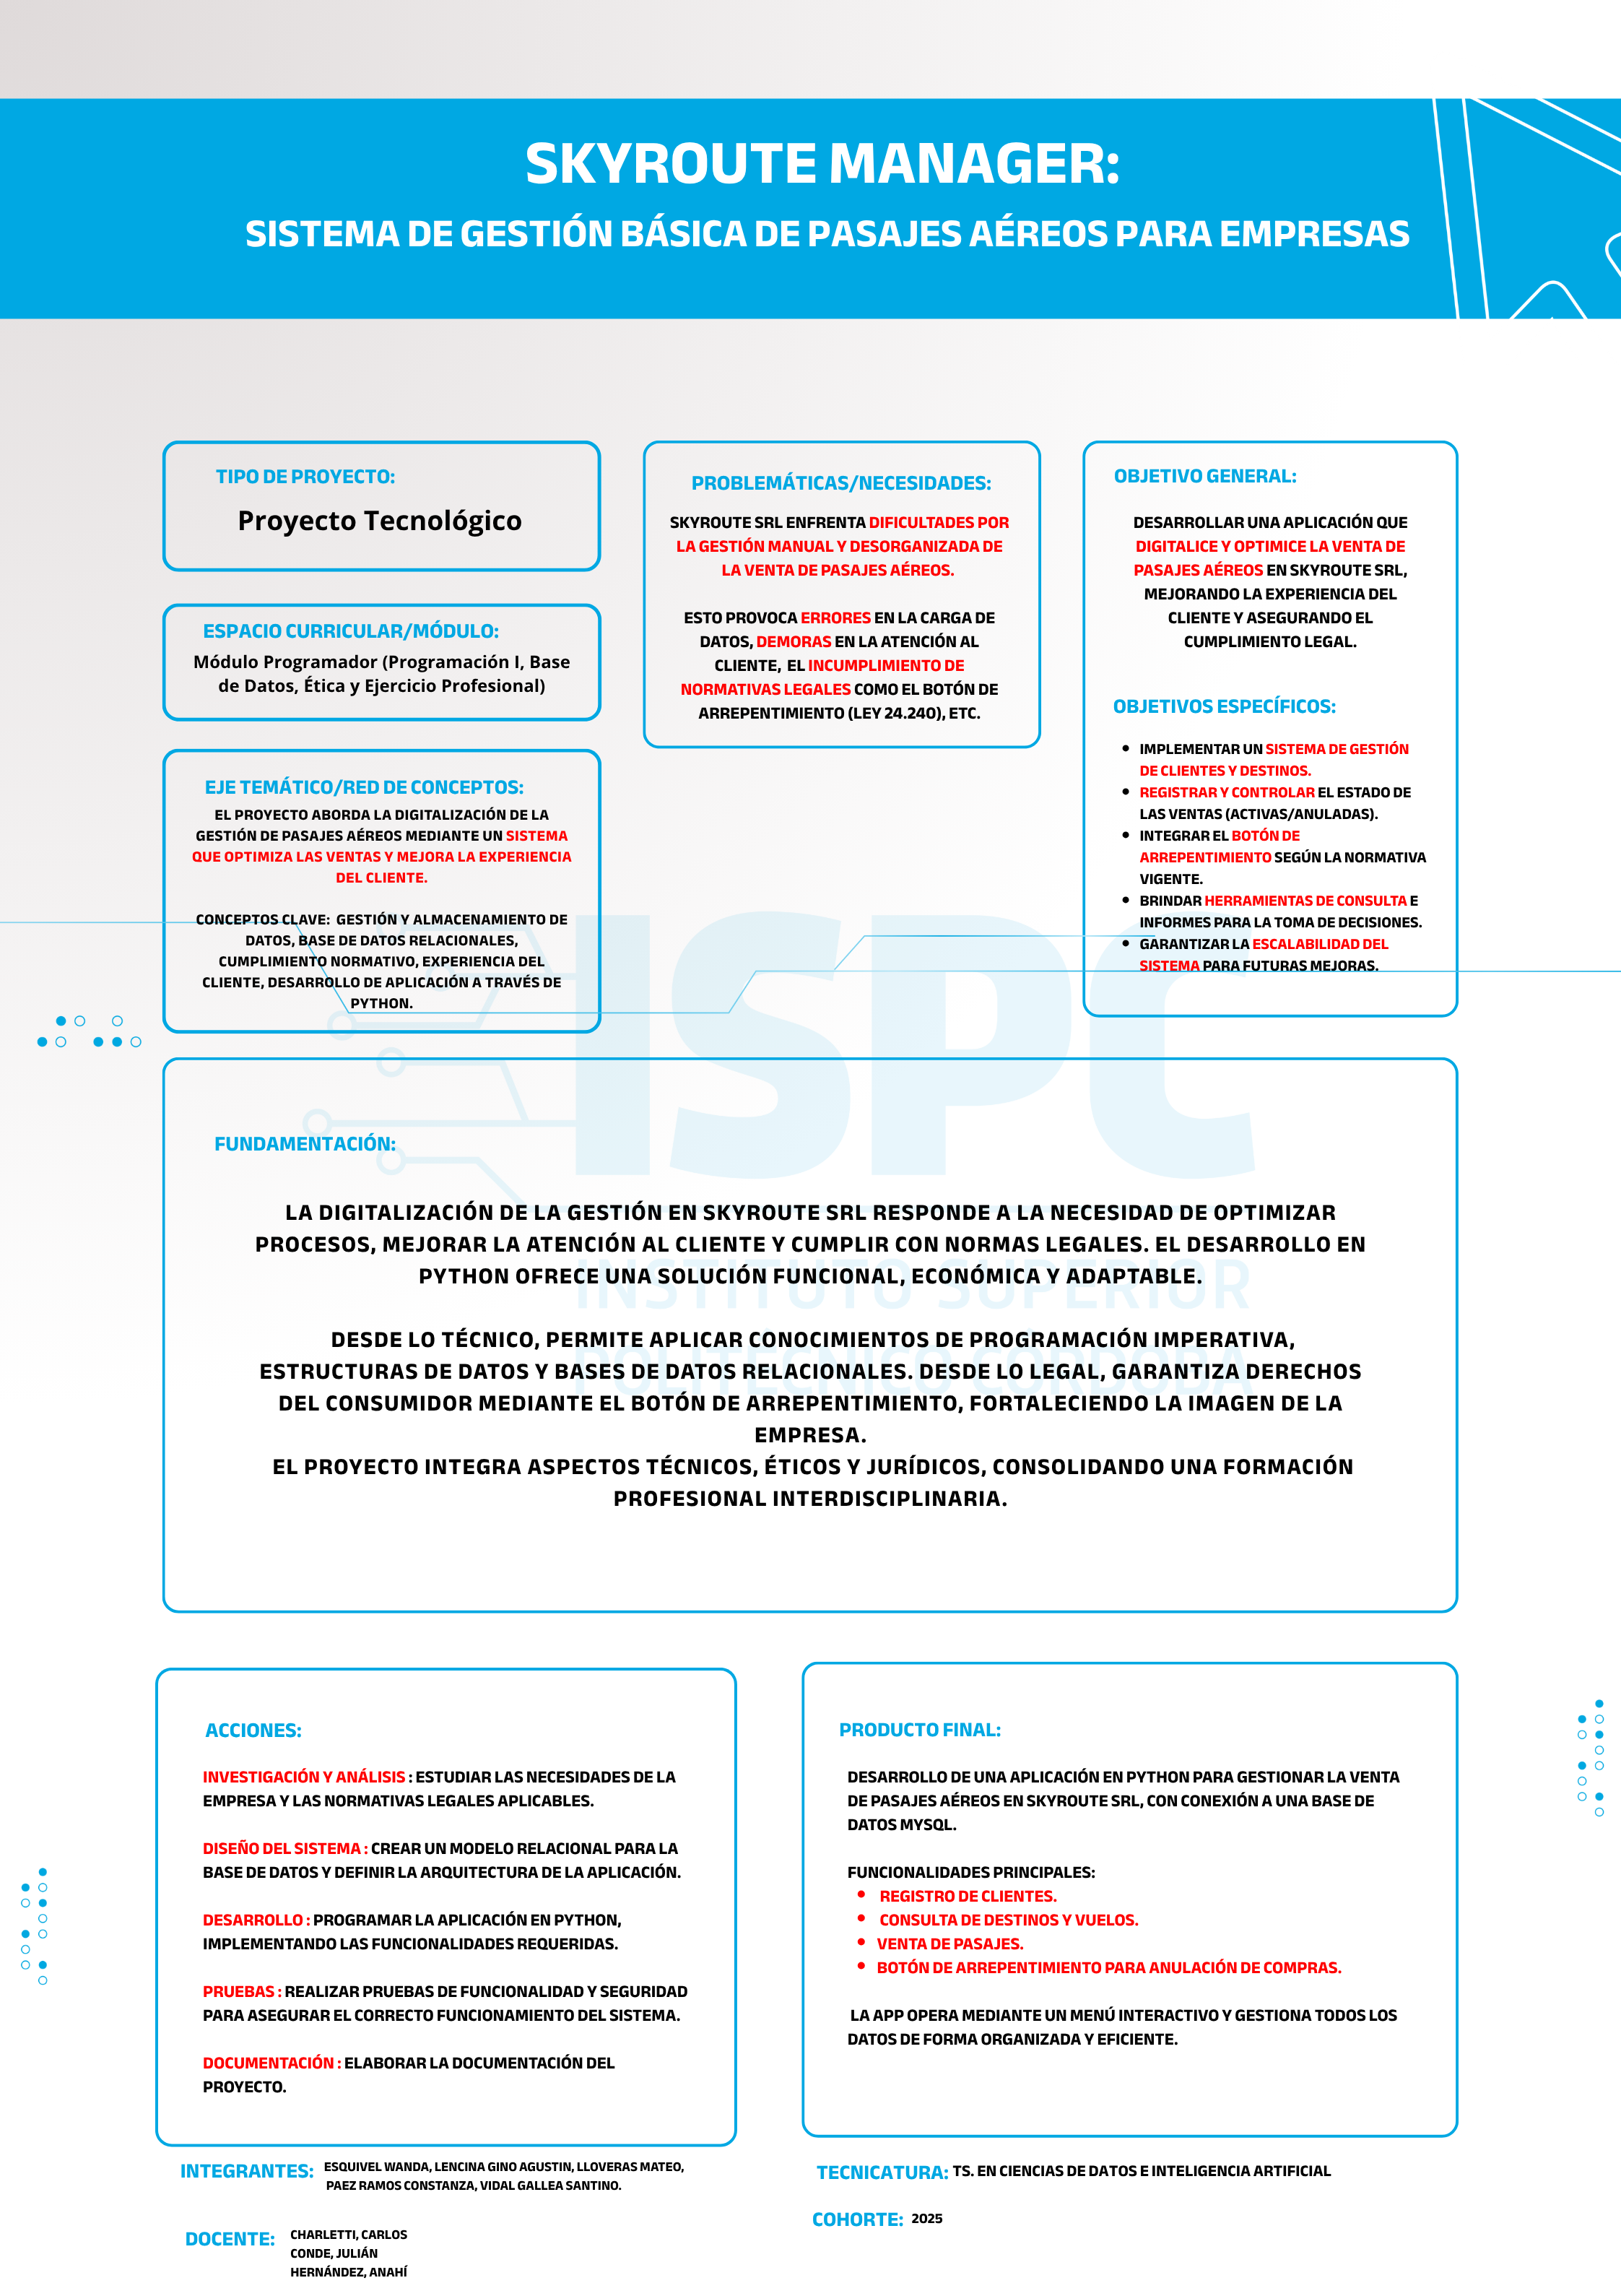 SKYROUTE MANAGER:
SISTEMA DE GESTIÓN BÁSICA DE PASAJES AÉREOS PARA EMPRESAS
TIPO DE PROYECTO:
Proyecto Tecnológico
ESPACIO CURRICULAR/MÓDULO:
Módulo Programador (Programación I, Base
de Datos, Ética y Ejercicio Profesional)
EJE TEMÁTICO/RED DE CONCEPTOS:
EL PROYECTO ABORDA LA DIGITALIZACIÓN DE LA
GESTIÓN DE PASAJES AÉREOS MEDIANTE UN SISTEMA
QUE OPTIMIZA LAS VENTAS Y MEJORA LA EXPERIENCIA
DEL CLIENTE.
CONCEPTOS CLAVE: GESTIÓN Y ALMACENAMIENTO DE
DATOS, BASE DE DATOS RELACIONALES,
CUMPLIMIENTO NORMATIVO, EXPERIENCIA DEL
CLIENTE, DESARROLLO DE APLICACIÓN A TRAVÉS DE
PYTHON.
PROBLEMÁTICAS/NECESIDADES:
SKYROUTE SRL ENFRENTA DIFICULTADES POR
LA GESTIÓN MANUAL Y DESORGANIZADA DE
LA VENTA DE PASAJES AÉREOS.
ESTO PROVOCA ERRORES EN LA CARGA DE
DATOS, DEMORAS EN LA ATENCIÓN AL
CLIENTE, EL INCUMPLIMIENTO DE
NORMATIVAS LEGALES COMO EL BOTÓN DE
ARREPENTIMIENTO (LEY 24.240), ETC.
OBJETIVO GENERAL:
DESARROLLAR UNA APLICACIÓN QUE
DIGITALICE Y OPTIMICE LA VENTA DE
PASAJES AÉREOS EN SKYROUTE SRL,
MEJORANDO LA EXPERIENCIA DEL
CLIENTE Y ASEGURANDO EL
CUMPLIMIENTO LEGAL.
OBJETIVOS ESPECÍFICOS:
• IMPLEMENTAR UN SISTEMA DE GESTIÓN
DE CLIENTES Y DESTINOS.
• REGISTRAR Y CONTROLAR EL ESTADO DE
LAS VENTAS (ACTIVAS/ANULADAS).
• INTEGRAR EL BOTÓN DE
ARREPENTIMIENTO SEGÚN LA NORMATIVA
VIGENTE.
• BRINDAR HERRAMIENTAS DE CONSULTA E
INFORMES PARA LA TOMA DE DECISIONES.
• GARANTIZAR LA ESCALABILIDAD DEL
SISTEMA PARA FUTURAS MEJORAS.
ISPC
INSTITUTO SUPERIOR
POLITÉCNICO CÓRDOBA
FUNDAMENTACIÓN:
LA DIGITALIZACIÓN DE LA GESTIÓN EN SKYROUTE SRL RESPONDE A LA NECESIDAD DE OPTIMIZAR
PROCESOS, MEJORAR LA ATENCIÓN AL CLIENTE Y CUMPLIR CON NORMAS LEGALES. EL DESARROLLO EN
PYTHON OFRECE UNA SOLUCIÓN FUNCIONAL, ECONÓMICA Y ADAPTABLE.
DESDE LO TÉCNICO, PERMITE APLICAR CONOCIMIENTOS DE PROGRAMACIÓN IMPERATIVA,
ESTRUCTURAS DE DATOS Y BASES DE DATOS RELACIONALES. DESDE LO LEGAL, GARANTIZA DERECHOS
DEL CONSUMIDOR MEDIANTE EL BOTÓN DE ARREPENTIMIENTO, FORTALECIENDO LA IMAGEN DE LA
EMPRESA.
EL PROYECTO INTEGRA ASPECTOS TÉCNICOS, ÉTICOS Y JURÍDICOS, CONSOLIDANDO UNA FORMACIÓN
PROFESIONAL INTERDISCIPLINARIA.
ACCIONES:
INVESTIGACIÓN Y ANÁLISIS : ESTUDIAR LAS NECESIDADES DE LA
EMPRESA Y LAS NORMATIVAS LEGALES APLICABLES.
DISEÑO DEL SISTEMA : CREAR UN MODELO RELACIONAL PARA LA
BASE DE DATOS Y DEFINIR LA ARQUITECTURA DE LA APLICACIÓN.
DESARROLLO : PROGRAMAR LA APLICACIÓN EN PYTHON,
IMPLEMENTANDO LAS FUNCIONALIDADES REQUERIDAS.
PRUEBAS : REALIZAR PRUEBAS DE FUNCIONALIDAD Y SEGURIDAD
PARA ASEGURAR EL CORRECTO FUNCIONAMIENTO DEL SISTEMA.
DOCUMENTACIÓN : ELABORAR LA DOCUMENTACIÓN DEL
PROYECTO.
PRODUCTO FINAL:
DESARROLLO DE UNA APLICACIÓN EN PYTHON PARA GESTIONAR LA VENTA
DE PASAJES AÉREOS EN SKYROUTE SRL, CON CONEXIÓN A UNA BASE DE
DATOS MYSQL.
FUNCIONALIDADES PRINCIPALES:
• REGISTRO DE CLIENTES.
• CONSULTA DE DESTINOS Y VUELOS.
• VENTA DE PASAJES.
• BOTÓN DE ARREPENTIMIENTO PARA ANULACIÓN DE COMPRAS.
LA APP OPERA MEDIANTE UN MENÚ INTERACTIVO Y GESTIONA TODOS LOS
DATOS DE FORMA ORGANIZADA Y EFICIENTE.
INTEGRANTES: ESQUIVEL WANDA, LENCINA GINO AGUSTIN, LLOVERAS MATEO,
PAEZ RAMOS CONSTANZA, VIDAL GALLEA SANTINO.
DOCENTE: CHARLETTI, CARLOS
CONDE, JULIÁN
HERNÁNDEZ, ANAHÍ
TECNICATURA: TS. EN CIENCIAS DE DATOS E INTELIGENCIA ARTIFICIAL
COHORTE: 2025